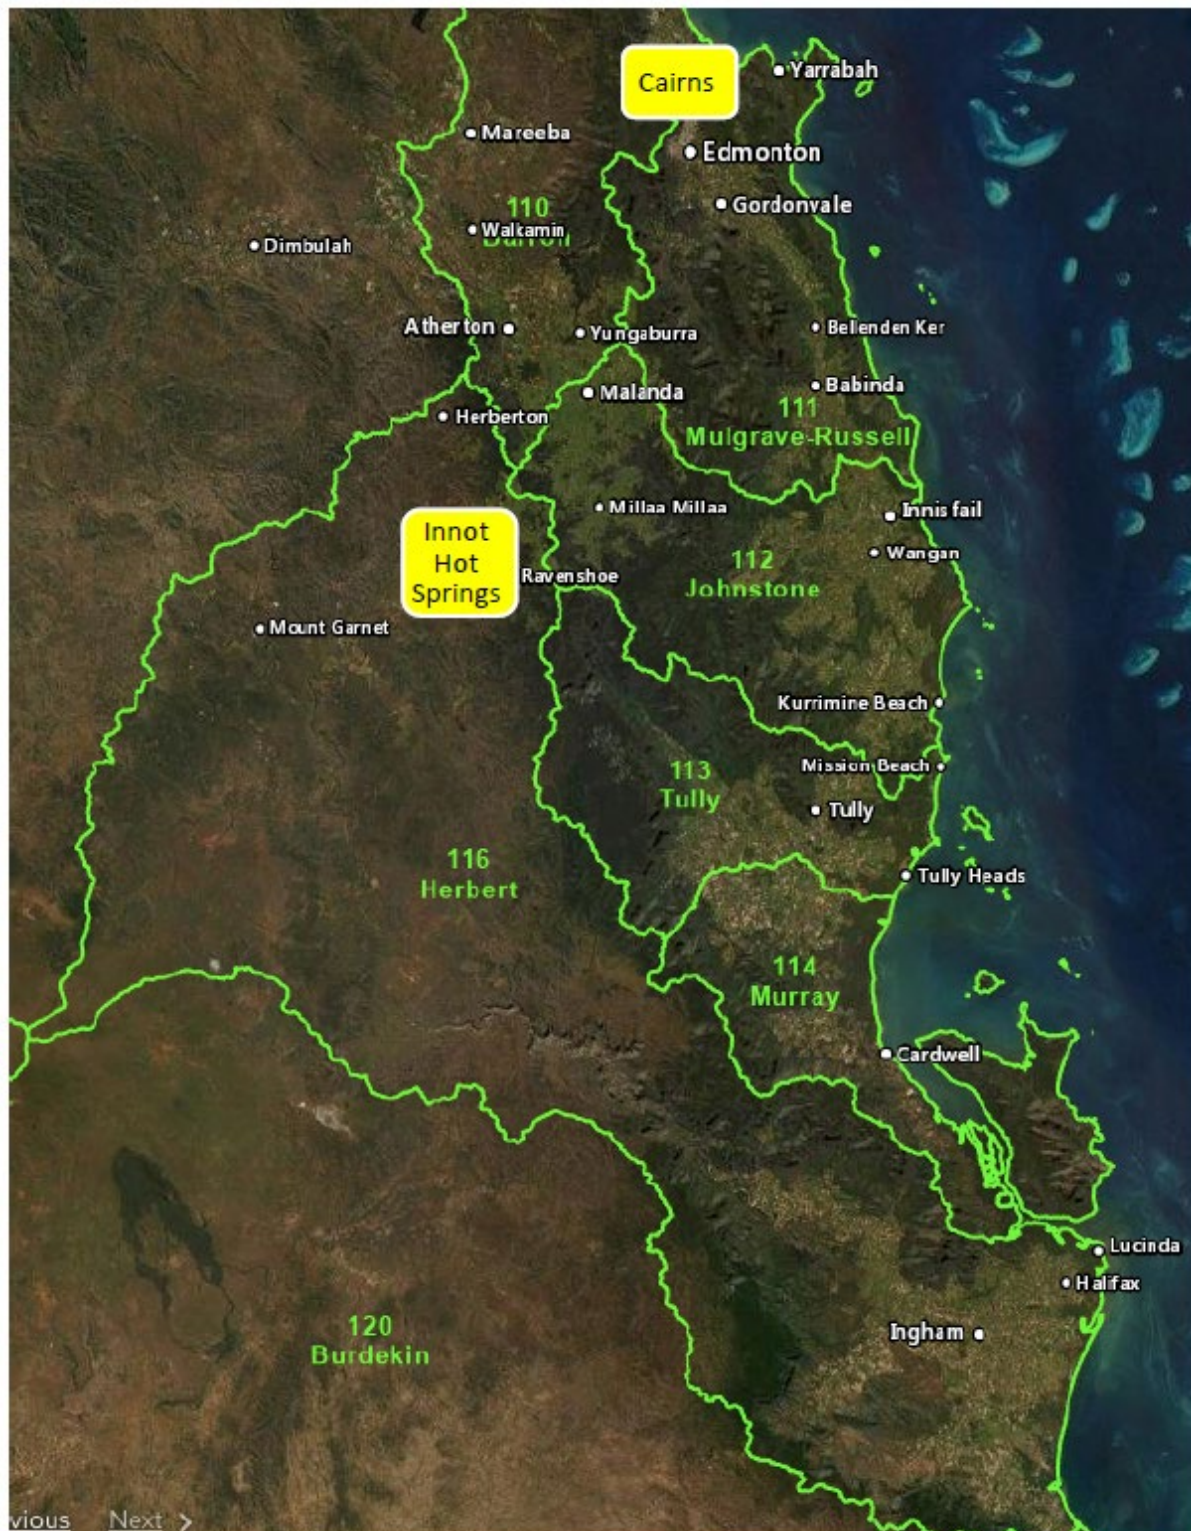 Cairns
Yarrabah
Mareeba
Edmonton
110
Barron
Gordonvale
Walkamin
Dimbulah
Atherton
Yungaburra
Bellenden Ker
Malanda
Babinda
Herberton
111
Mulgrave-Russell
Millaa Millaa
Innisfail
Innot
Hot
Springs
Wangan
112
Johnstone
Ravenshoe
Mount Garnet
Kurrimine Beach
Mission Beach
113
Tully
Tully
116
Herbert
Tully Heads
114
Murray
Cardwell
Lucinda
Halifax
Ingham
120
Burdekin
vious Next >